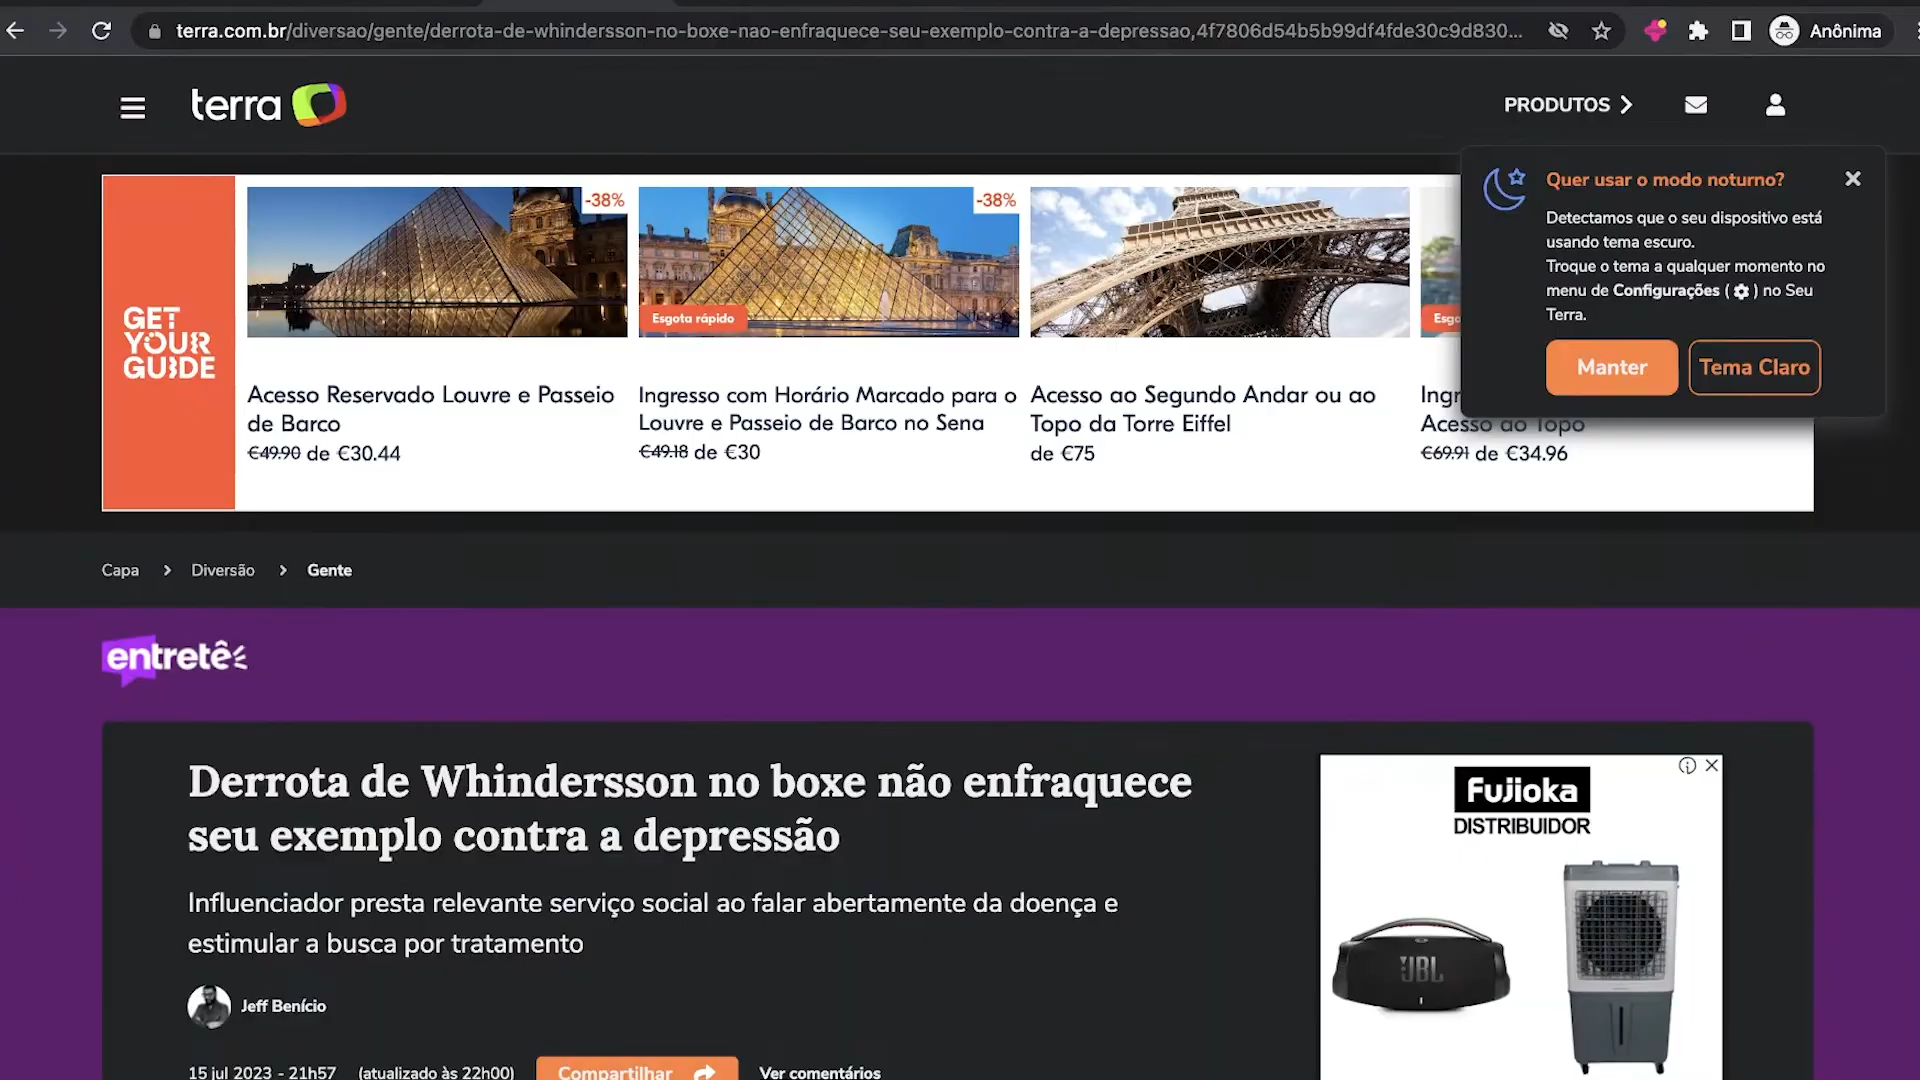 terra.com.br/diversao/gente/derrota-de-whindersson-no-boxe-nao-enfraquece-seu-exemplo-contra-a-depressao,4f7806d54b5b99df4fde30c9d830...
Anônima
terra
PRODUTOS
Quer usar o modo noturno?
Detectamos que o seu dispositivo está
usando tema escuro.
Troque o tema a qualquer momento no
menu de Configurações ( ) no Seu
Terra.
Manter
Tema Claro
GET
YOUR
GUIDE
-38%
Acesso Reservado Louvre e Passeio
de Barco
€49.90 de €30.44
-38%
Esgota rápido
Ingresso com Horário Marcado para o
Louvre e Passeio de Barco no Sena
€49.18 de €30
Acesso ao Segundo Andar ou ao
Topo da Torre Eiffel
de €75
Esgo
Ingr
Acesso ao Topo
€69.91 de €34.96
Capa
Diversão
Gente
entretê
Derrota de Whindersson no boxe não enfraquece
seu exemplo contra a depressão
Influenciador presta relevante serviço social ao falar abertamente da doença e
estimular a busca por tratamento
Jeff Benício
15 jul 2023 - 21h57 (atualizado às 22h00)
Compartilhar
Ver comentários
Fujioka
DISTRIBUIDOR
JBL